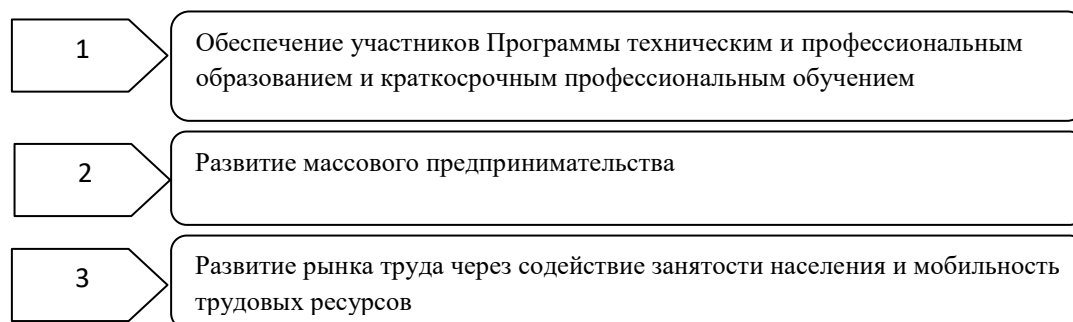 1
Обеспечение участников Программы техническим и профессиональным
образованием и краткосрочным профессиональным обучением
2
Развитие массового предпринимательства
3
Развитие рынка труда через содействие занятости населения и мобильность
трудовых ресурсов